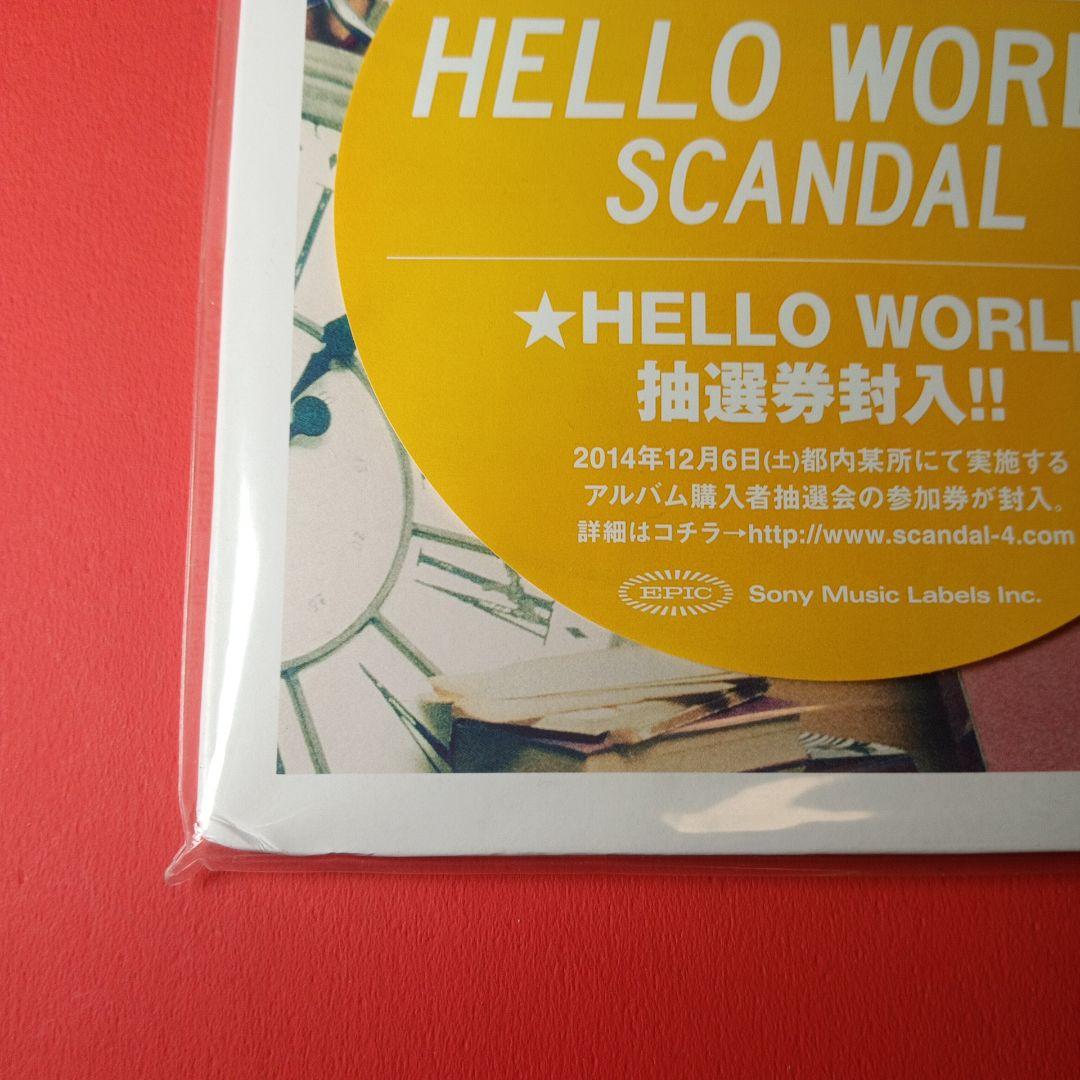 HELLO WORL
SCANDAL
★HELLO WORL
抽選券封入!!
2014年12月6日(土)都内某所にて実施する
アルバム購入者抽選会の参加券が封入。
詳細はコチラ→http://www.scandal-4.com
EPIC Sony Music Labels Inc.